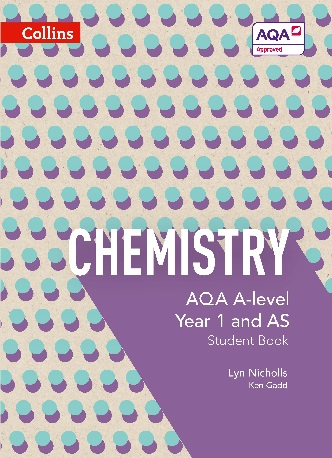 Collins
AQA
Approved
CHEMISTRY
AQA A-level
Year 1 and AS
Student Book
Lyn Nicholls
Ken Gadd